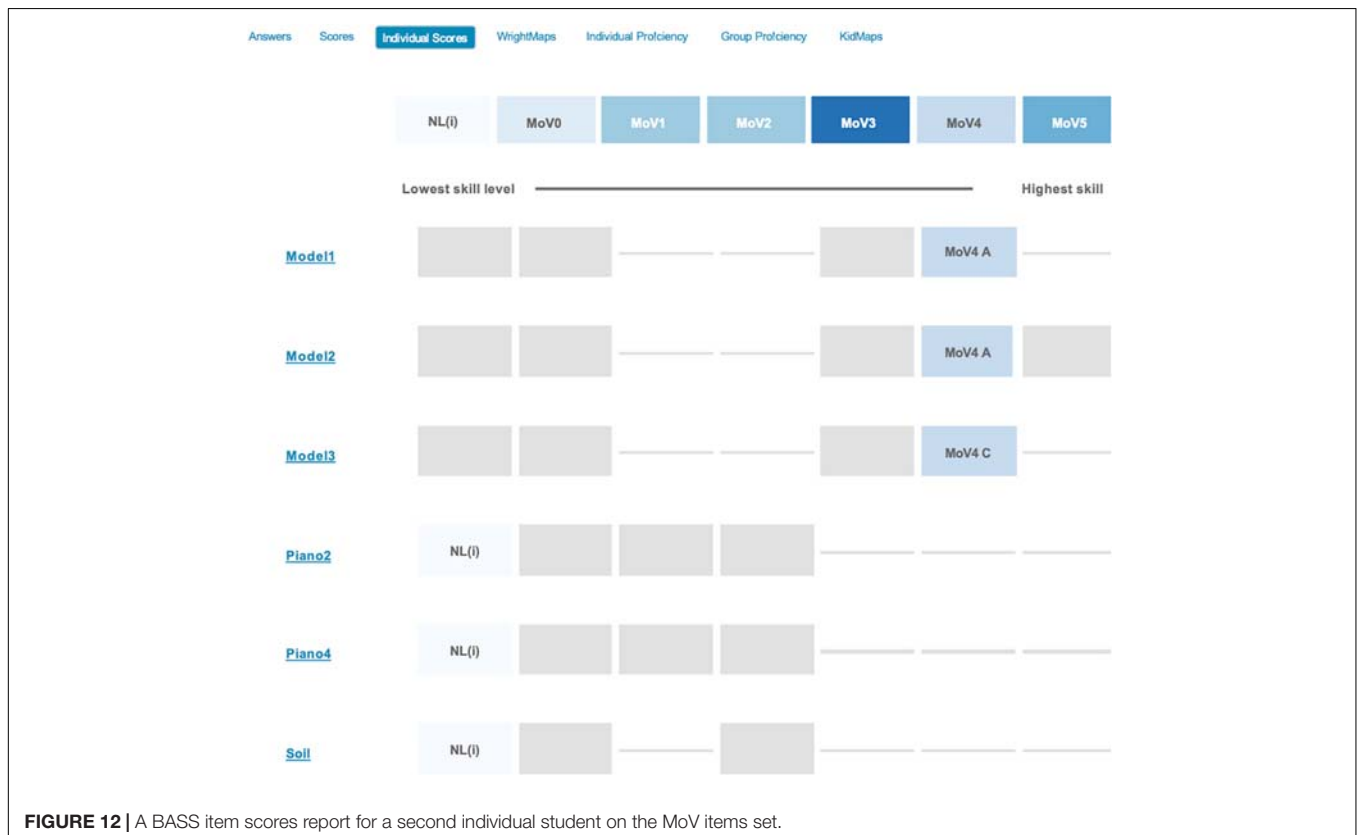 Answers Scores Individual Scores WrightMaps Individual Proficiency Group Proficiency KidMaps
NL(i) MoV0 MoV1 MoV2 MoV3 MoV4 MoV5
Lowest skill level Highest skill
Model1 MoV4 A
Model2 MoV4 A
Model3 MoV4 C
Piano2 NL(i)
Piano4 NL(i)
Soil NL(i)
FIGURE 12 | A BASS item scores report for a second individual student on the MoV items set.